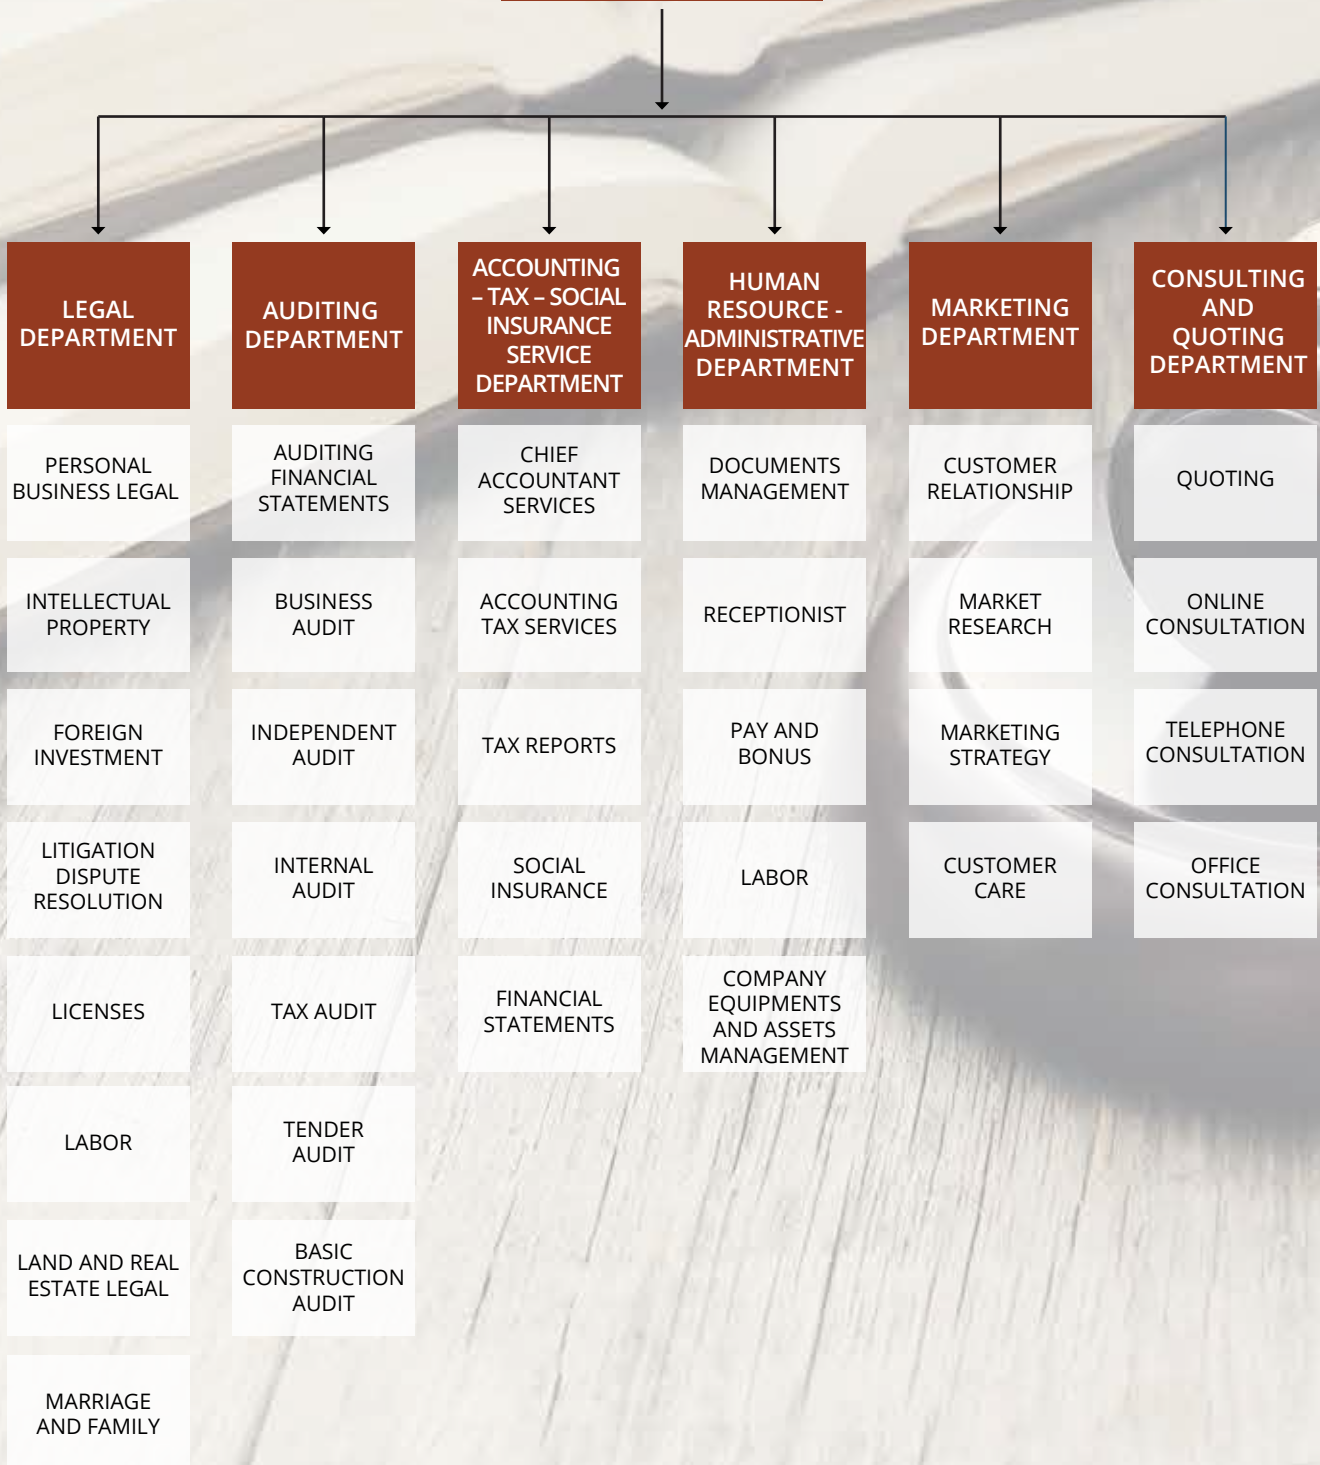 LEGAL
DEPARTMENT
AUDITING
DEPARTMENT
ACCOUNTING
– TAX – SOCIAL
INSURANCE
SERVICE
DEPARTMENT
HUMAN
RESOURCE -
ADMINISTRATIVE
DEPARTMENT
MARKETING
DEPARTMENT
CONSULTING
AND
QUOTING
DEPARTMENT
PERSONAL
BUSINESS LEGAL
INTELLECTUAL
PROPERTY
FOREIGN
INVESTMENT
LITIGATION
DISPUTE
RESOLUTION
LICENSES
LABOR
LAND AND REAL
ESTATE LEGAL
MARRIAGE
AND FAMILY
AUDITING
FINANCIAL
STATEMENTS
BUSINESS
AUDIT
INDEPENDENT
AUDIT
INTERNAL
AUDIT
TAX AUDIT
TENDER
AUDIT
BASIC
CONSTRUCTION
AUDIT
CHIEF
ACCOUNTANT
SERVICES
ACCOUNTING
TAX SERVICES
TAX REPORTS
SOCIAL
INSURANCE
FINANCIAL
STATEMENTS
DOCUMENTS
MANAGEMENT
RECEPTIONIST
PAY AND
BONUS
LABOR
COMPANY
EQUIPMENTS
AND ASSETS
MANAGEMENT
CUSTOMER
RELATIONSHIP
MARKET
RESEARCH
MARKETING
STRATEGY
CUSTOMER
CARE
QUOTING
ONLINE
CONSULTATION
TELEPHONE
CONSULTATION
OFFICE
CONSULTATION